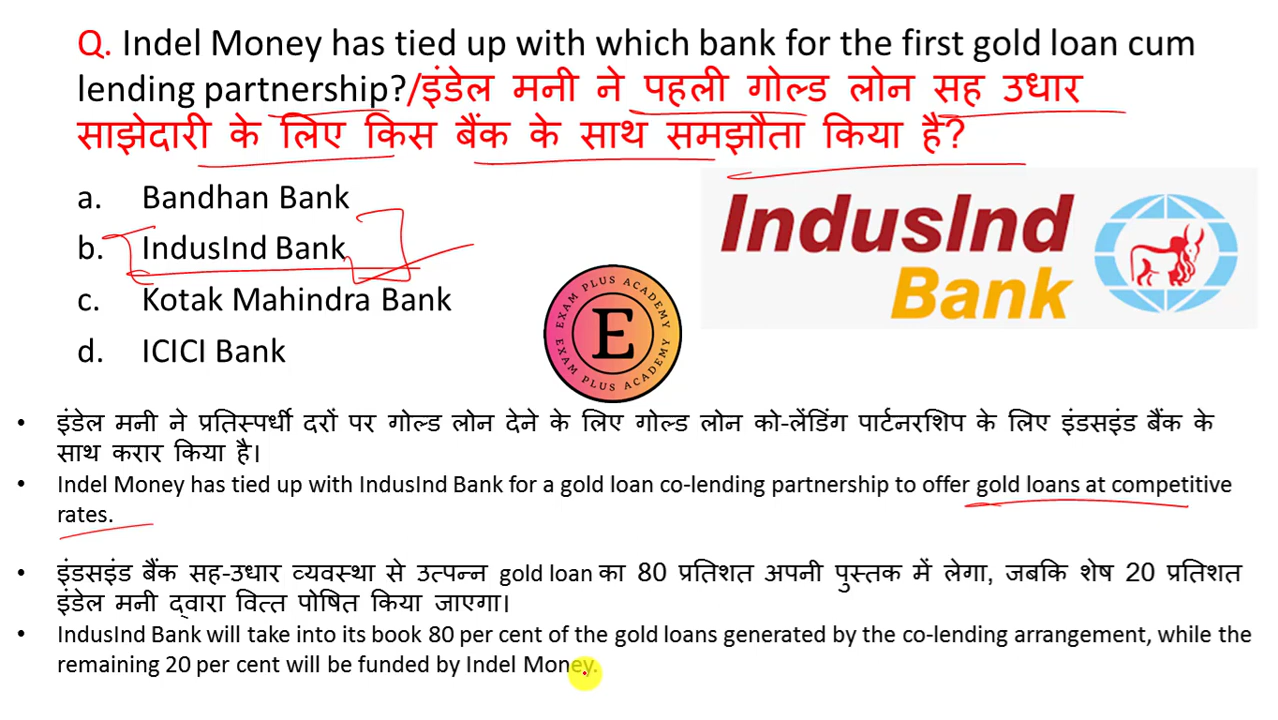 Q. Indel Money has tied up with which bank for the first gold loan cum
lending partnership?/इंडेल मनी ने पहली गोल्ड लोन सह उधार
साझेदारी के लिए किस बैंक के साथ समझौता किया है?
a. Bandhan Bank
b. IndusInd Bank
c. Kotak Mahindra Bank
d. ICICI Bank
IndusInd
Bank
EXAM PLUS ACADEMY
E
EXAM PLUS ACADEMY
• इंडेल मनी ने प्रतिस्पर्धी दरों पर गोल्ड लोन देने के लिए गोल्ड लोन को-लेंडिंग पार्टनरशिप के लिए इंडसइंड बैंक के
साथ करार किया है।
• Indel Money has tied up with IndusInd Bank for a gold loan co-lending partnership to offer gold loans at competitive
rates.
• इंडसइंड बैंक सह-उधार व्यवस्था से उत्पन्न gold loan का 80 प्रतिशत अपनी पुस्तक में लेगा, जबकि शेष 20 प्रतिशत
इंडेल मनी द्वारा वित्त पोषित किया जाएगा।
• IndusInd Bank will take into its book 80 per cent of the gold loans generated by the co-lending arrangement, while the
remaining 20 per cent will be funded by Indel Money.